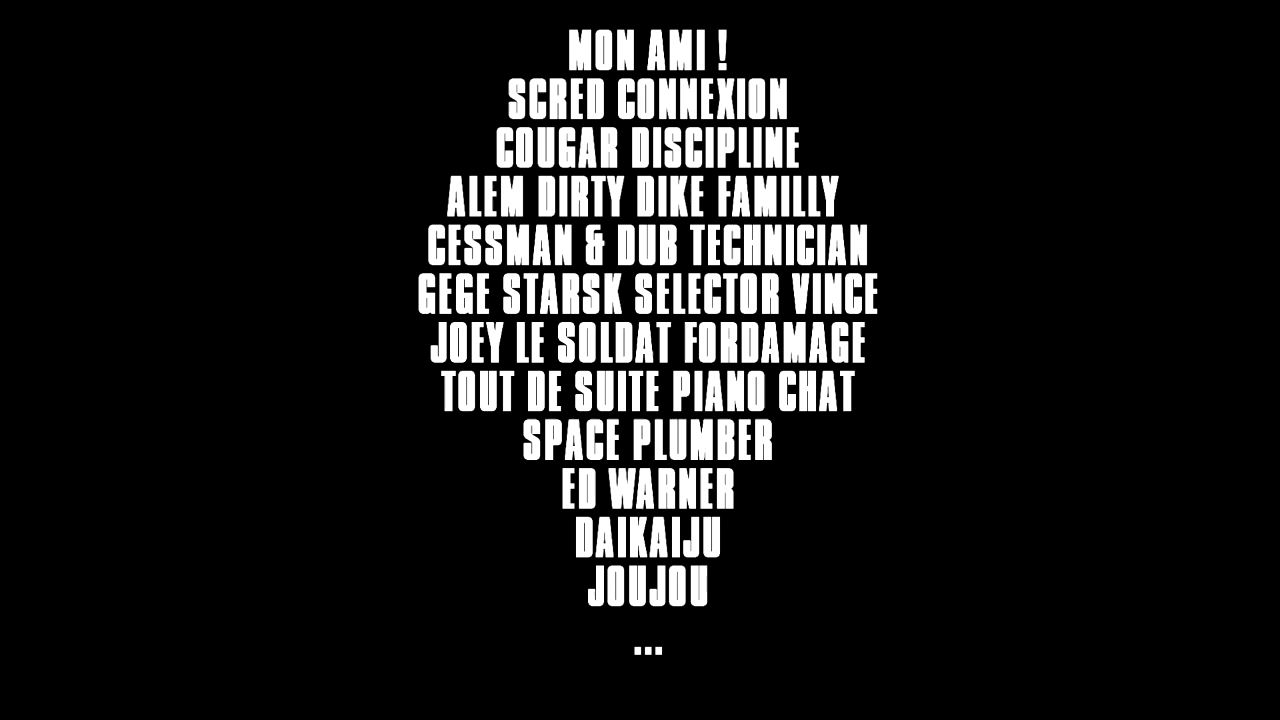 MON AMI !
SCRED CONNEXION
COUGAR DISCIPLINE
ALEM DIRTY DIKE FAMILLY
CESSMAN & DUB TECHNICIAN
GEGE STARSK SELECTOR VINCE
JOEY LE SOLDAT FORDAMAGE
TOUT DE SUITE PIANO CHAT
SPACE PLUMBER
ED WARNER
DAIKAIJU
JOUJOU
...